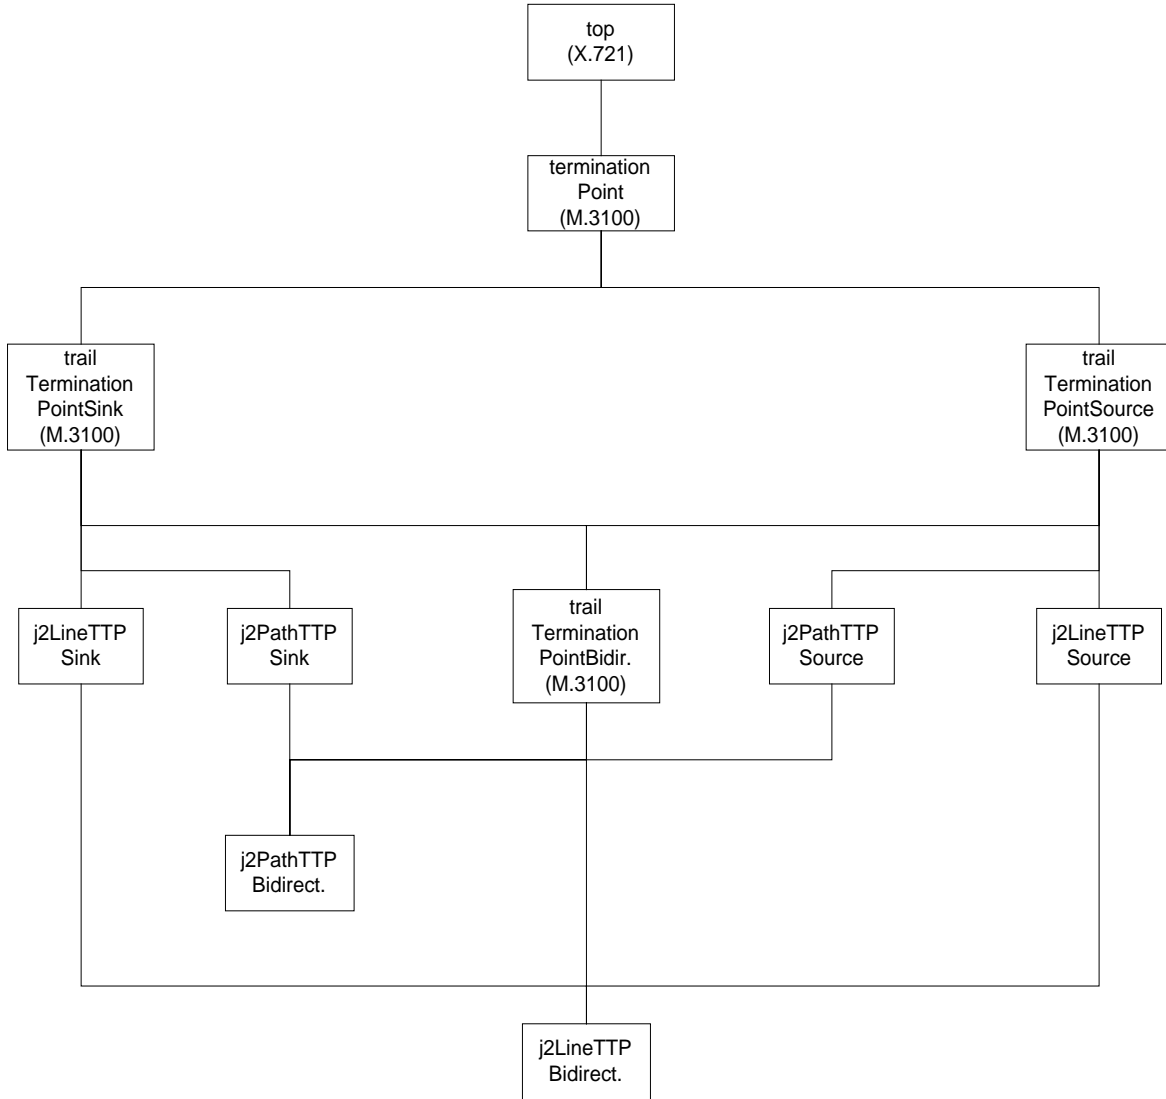 top
(X.721)
termination
Point
(M.3100)
trail
Termination
PointSink
(M.3100)
trail
Termination
PointSource
(M.3100)
j2LineTTP
Sink
j2PathTTP
Sink
trail
Termination
PointBidir.
(M.3100)
j2PathTTP
Source
j2LineTTP
Source
j2PathTTP
Bidirect.
j2LineTTP
Bidirect.